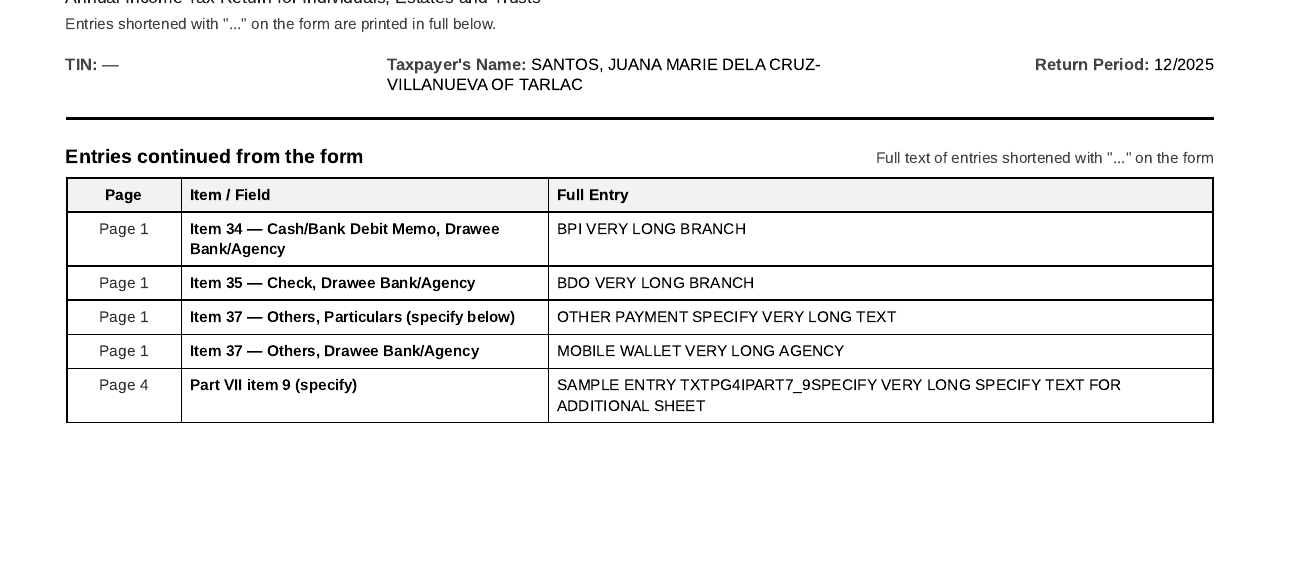 Annual Income Tax Return for Individuals, Estates and Trusts
Entries shortened with "..." on the form are printed in full below.
TIN: —
Taxpayer's Name: SANTOS, JUANA MARIE DELA CRUZ-
VILLANUEVA OF TARLAC
Return Period: 12/2025
Entries continued from the form
Full text of entries shortened with "..." on the form
Page Item / Field Full Entry
Page 1 Item 34 — Cash/Bank Debit Memo, Drawee BPI VERY LONG BRANCH
Bank/Agency
Page 1 Item 35 — Check, Drawee Bank/Agency BDO VERY LONG BRANCH
Page 1 Item 37 — Others, Particulars (specify below) OTHER PAYMENT SPECIFY VERY LONG TEXT
Page 1 Item 37 — Others, Drawee Bank/Agency MOBILE WALLET VERY LONG AGENCY
Page 4 Part VII item 9 (specify) SAMPLE ENTRY TXTPG4IPART7_9SPECIFY VERY LONG SPECIFY TEXT FOR
ADDITIONAL SHEET